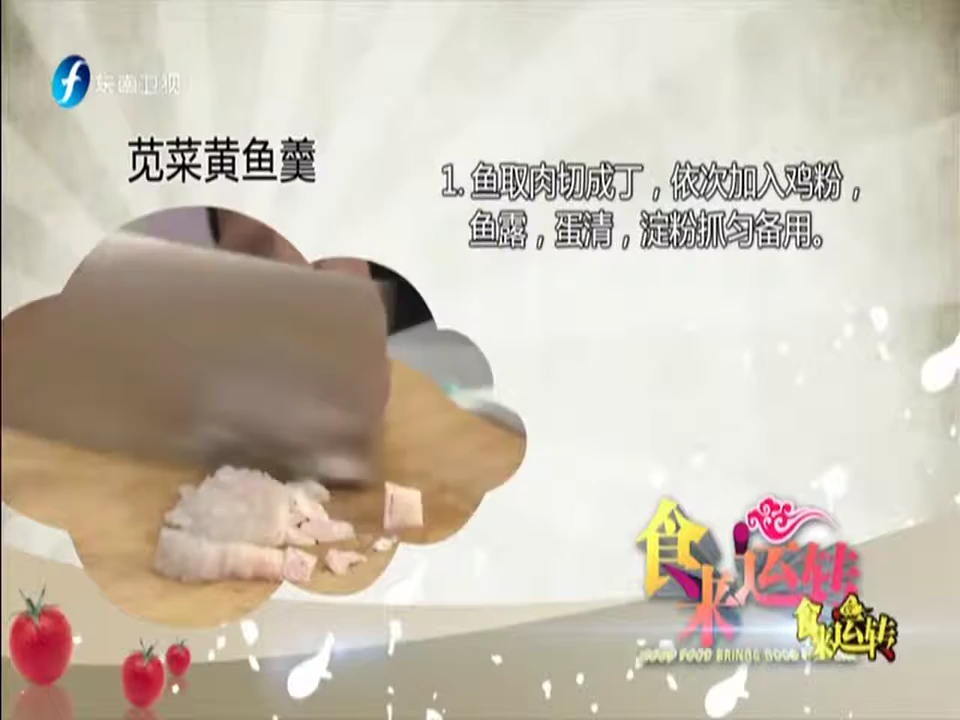 东南卫视
苋菜黄鱼羹
1. 鱼取肉切成丁，依次加入鸡粉，
鱼露，蛋清，淀粉抓匀备用。
食来运转
食来运转